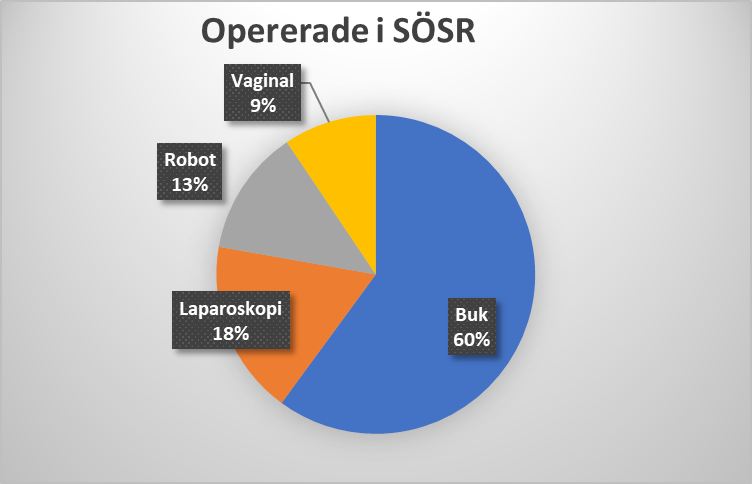 Opererade i SÖSR
Vaginal
9%
Robot
13%
Laparoskopi
18%
Buk
60%